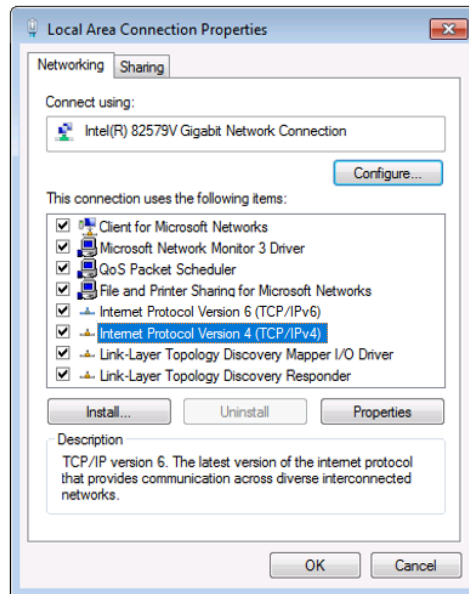 Local Area Connection Properties
Networking
Sharing
Connect using:
Intel(R) 82579V Gigabit Network Connection
Configure...
This connection uses the following items:
Client for Microsoft Networks
Microsoft Network Monitor 3 Driver
QoS Packet Scheduler
File and Printer Sharing for Microsoft Networks
Internet Protocol Version 6 (TCP/IPv6)
Internet Protocol Version 4 (TCP/IPv4)
Link-Layer Topology Discovery Mapper I/O Driver
Link-Layer Topology Discovery Responder
Install...
Uninstall
Properties
Description
TCP/IP version 6. The latest version of the internet protocol
that provides communication across diverse interconnected
networks.
OK
Cancel